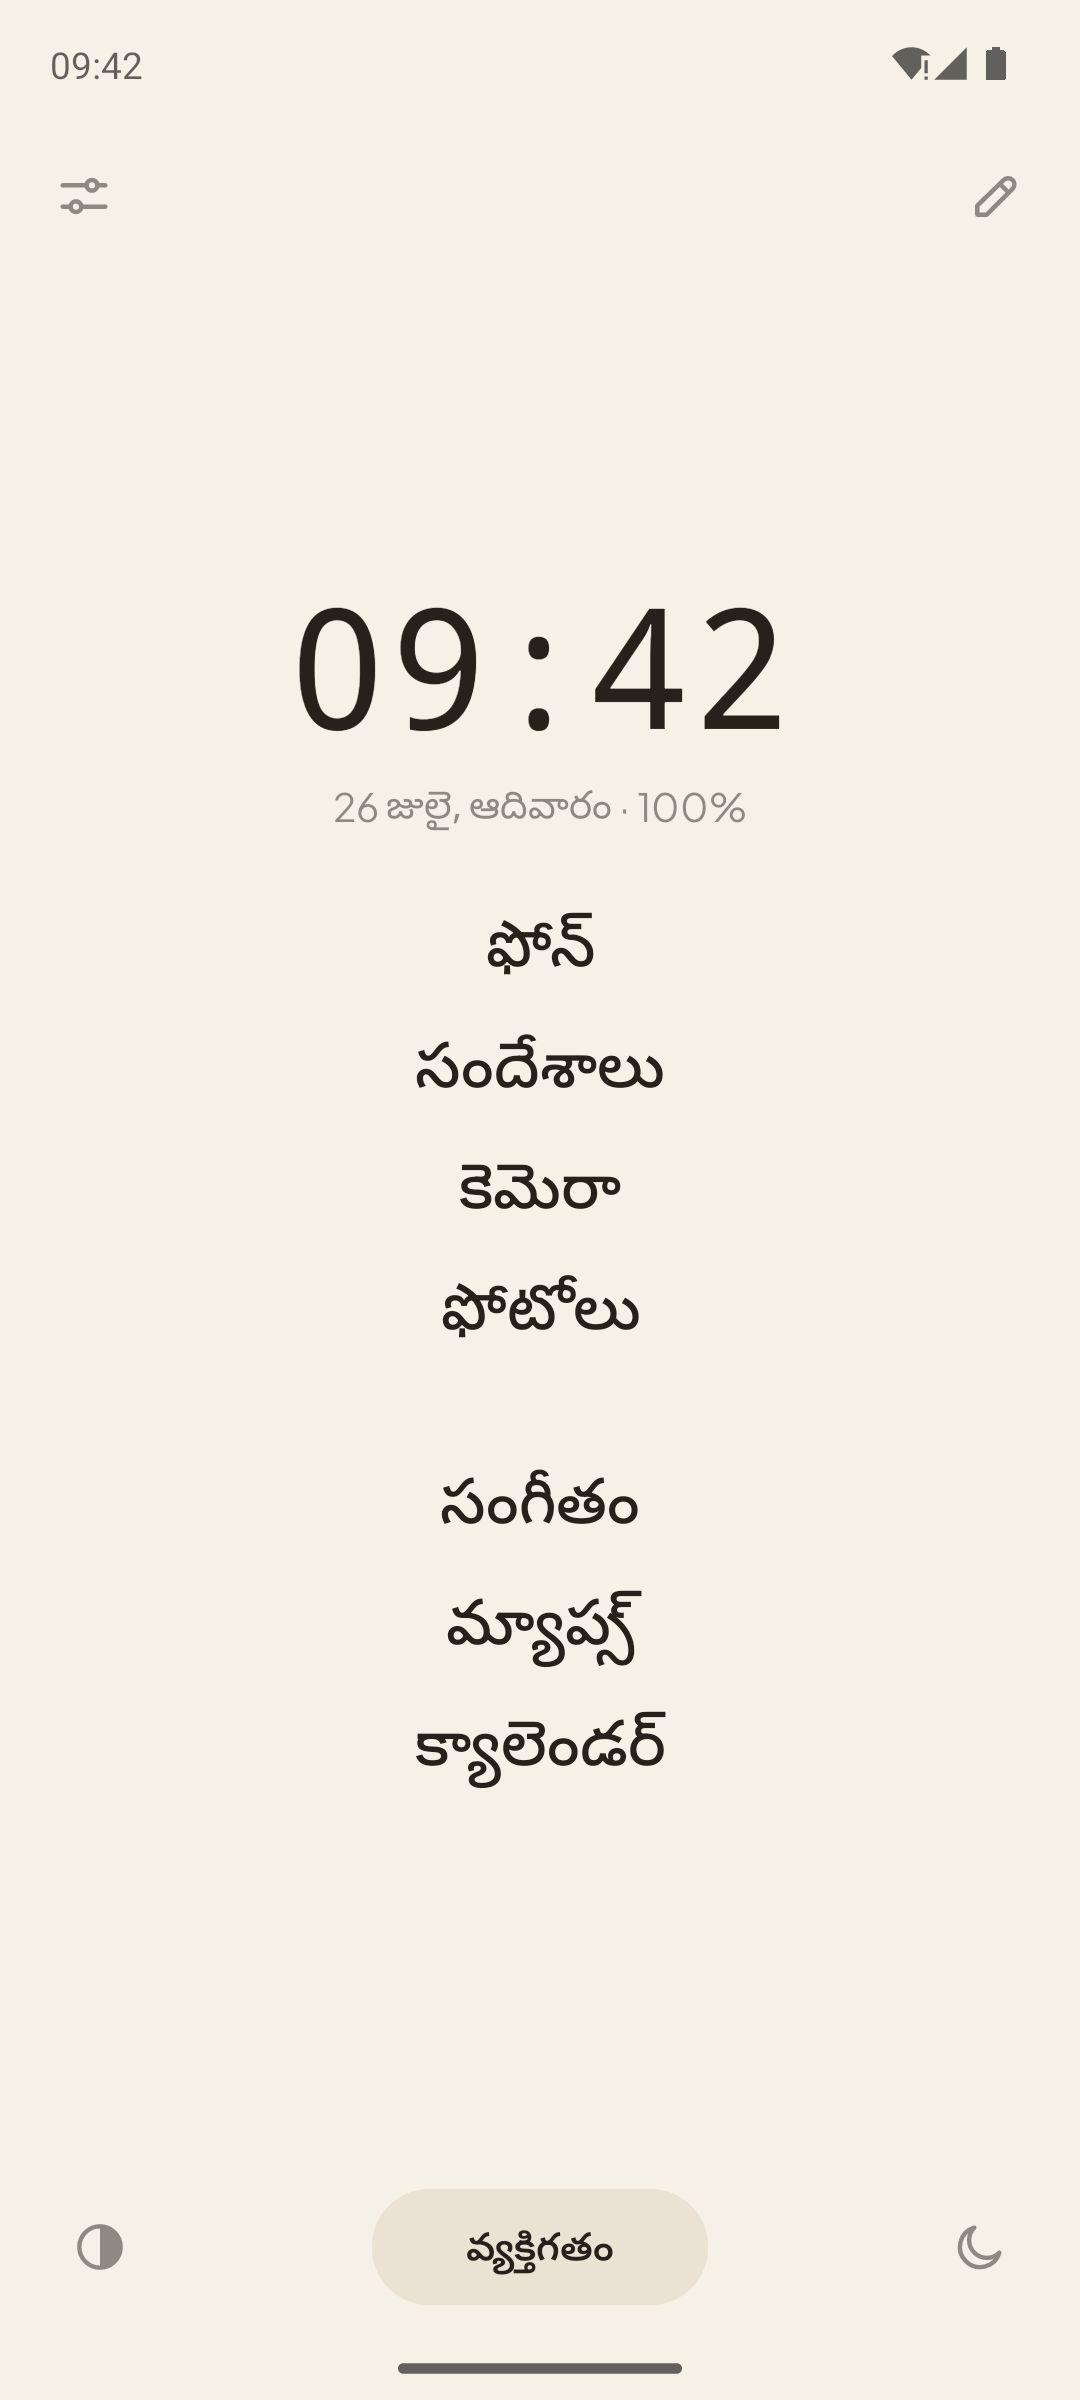 09:42
09:42
26 జులై, ఆదివారం · 100%
ఫోన్
సందేశాలు
కెమెరా
ఫోటోలు
సంగీతం
మ్యాప్స్
క్యాలెండర్
వ్యక్తిగతం